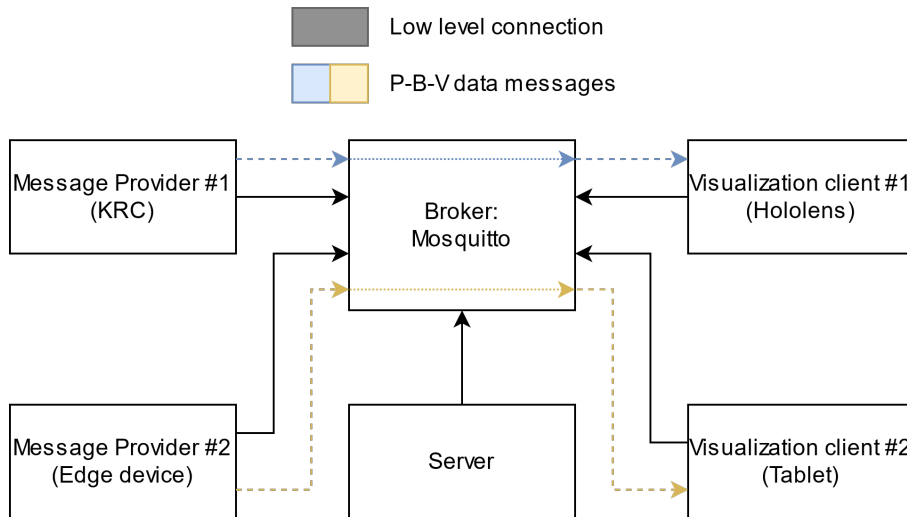 Low level connection
P-B-V data messages
Message Provider #1
(KRC)
Broker:
Mosquitto
Visualization client #1
(Hololens)
Message Provider #2
(Edge device)
Server
Visualization client #2
(Tablet)